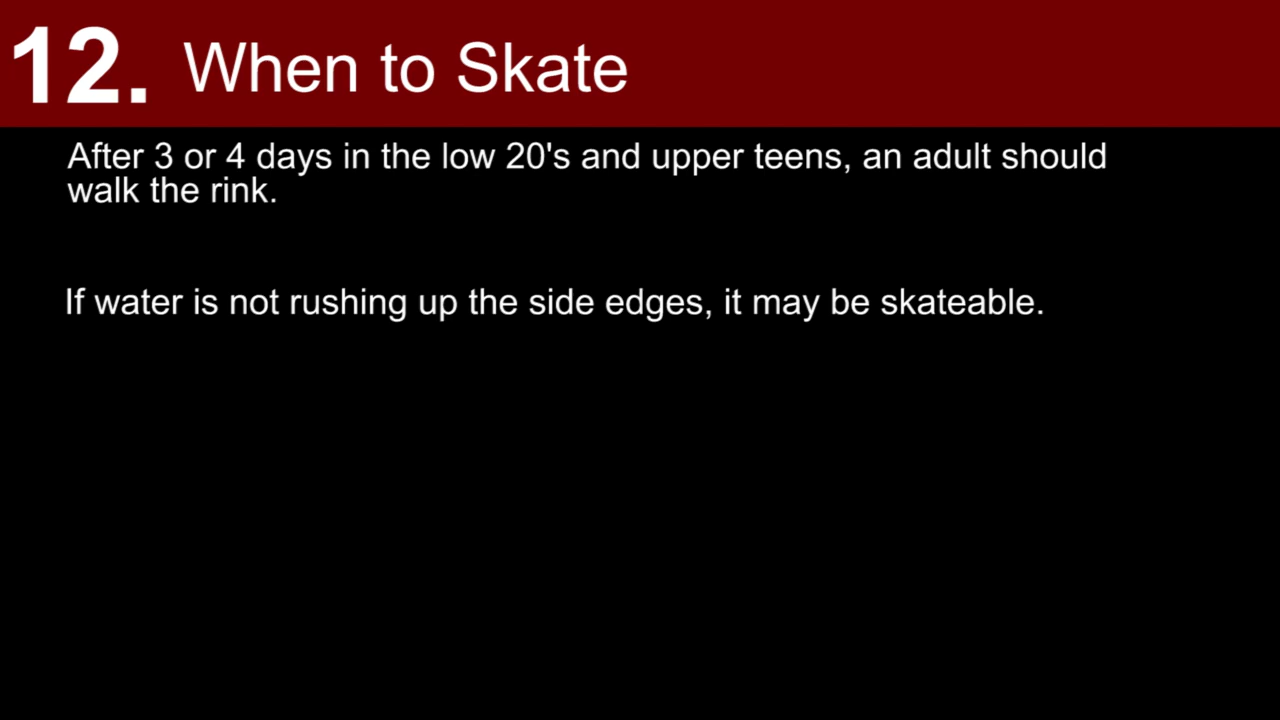 12. When to Skate
After 3 or 4 days in the low 20's and upper teens, an adult should
walk the rink.
If water is not rushing up the side edges, it may be skateable.